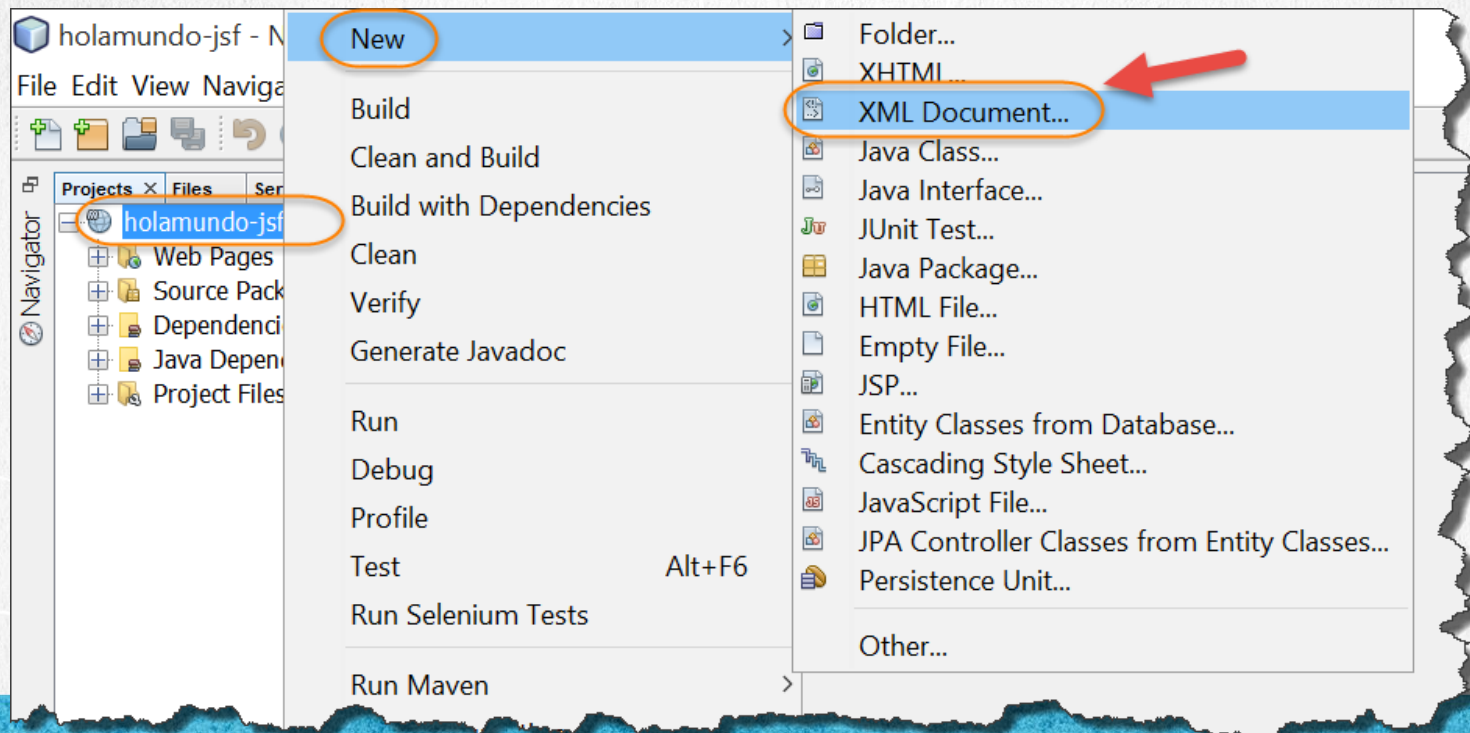 holamundo-jsf - N
File Edit View Naviga
Projects Files Ser
Navigator
holamundo-jsf
Web Pages
Source Pack
Dependenci
Java Depen
Project Files
New
Build
Clean and Build
Build with Dependencies
Clean
Verify
Generate Javadoc
Run
Debug
Profile
Test Alt+F6
Run Selenium Tests
Run Maven
Folder...
XHTML...
XML Document...
Java Class...
Java Interface...
JUnit Test...
Java Package...
HTML File...
Empty File...
JSP...
Entity Classes from Database...
Cascading Style Sheet...
JavaScript File...
JPA Controller Classes from Entity Classes...
Persistence Unit...
Other...